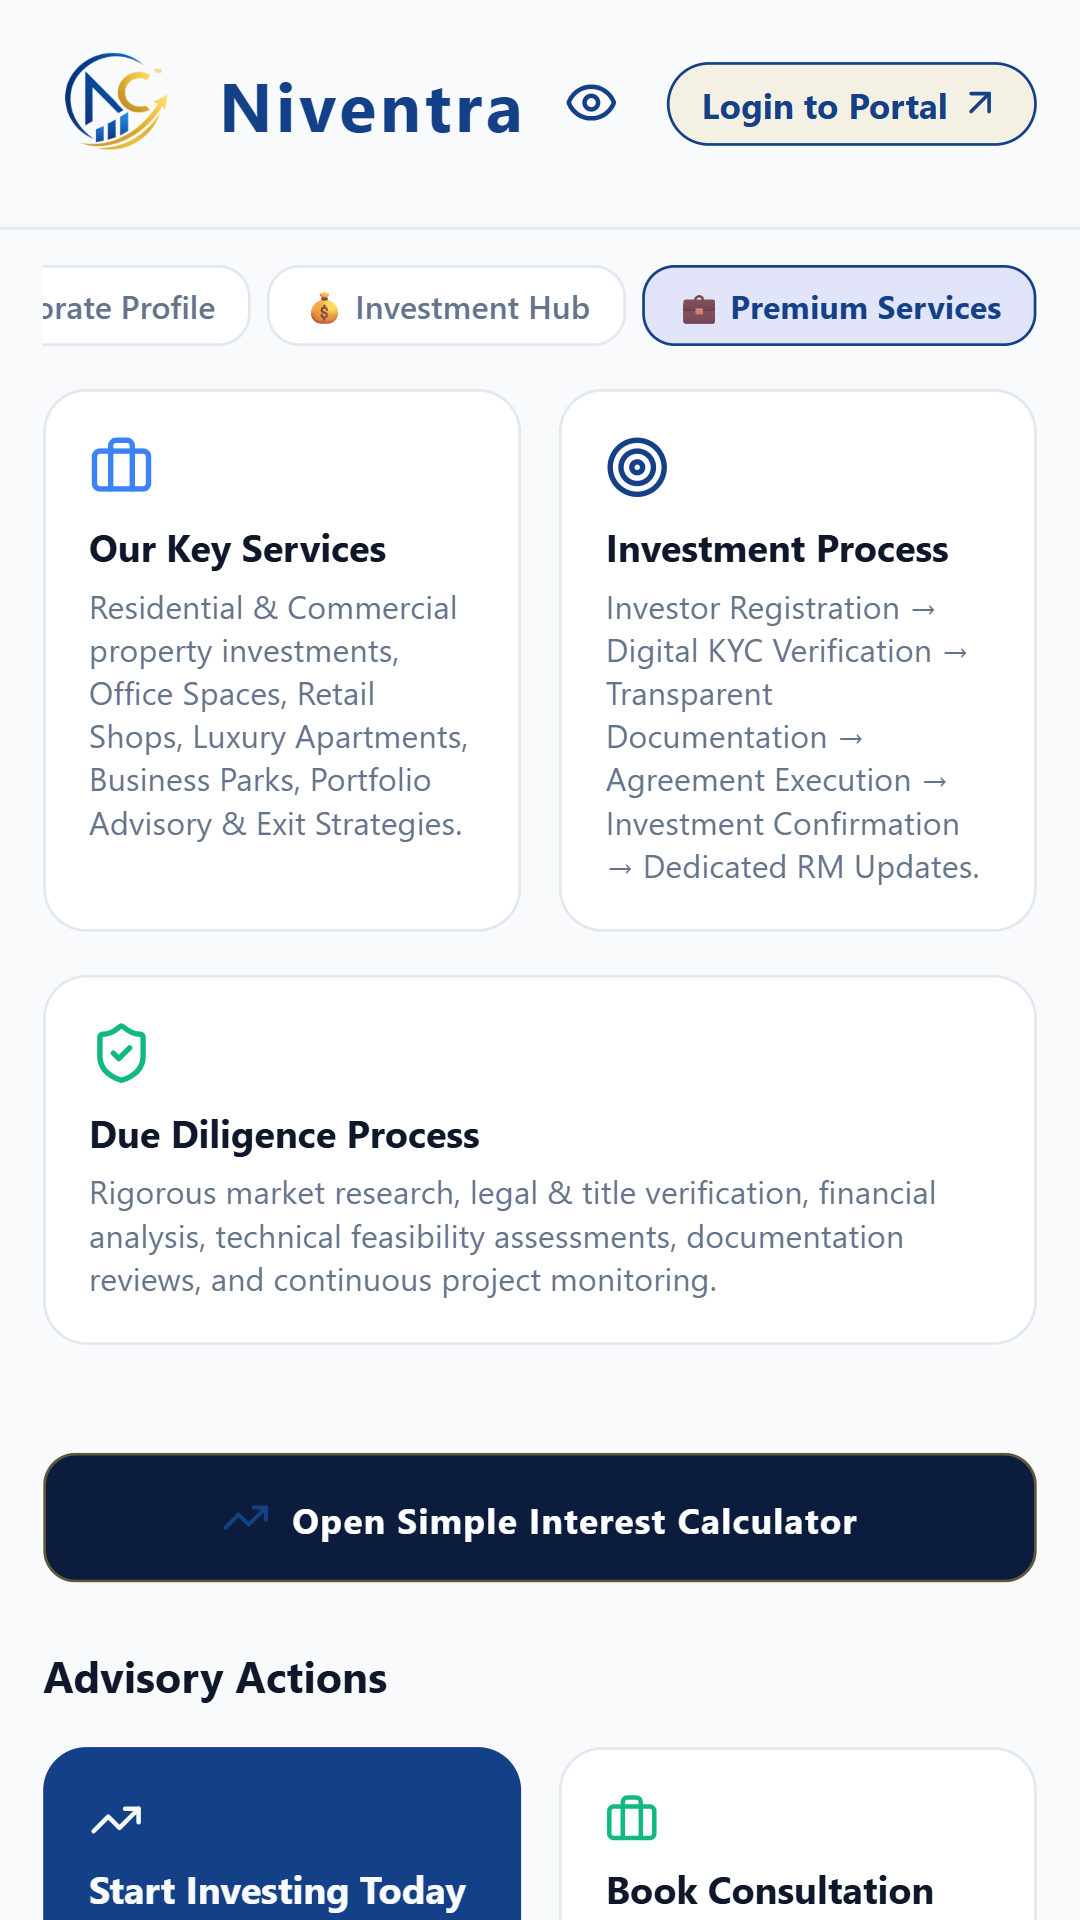 NC™
Niventra
Login to Portal
orate Profile
Investment Hub
Premium Services
Our Key Services
Residential & Commercial
property investments,
Office Spaces, Retail
Shops, Luxury Apartments,
Business Parks, Portfolio
Advisory & Exit Strategies.
Investment Process
Investor Registration →
Digital KYC Verification →
Transparent
Documentation →
Agreement Execution →
Investment Confirmation
→ Dedicated RM Updates.
Due Diligence Process
Rigorous market research, legal & title verification, financial
analysis, technical feasibility assessments, documentation
reviews, and continuous project monitoring.
Open Simple Interest Calculator
Advisory Actions
Start Investing Today
Book Consultation